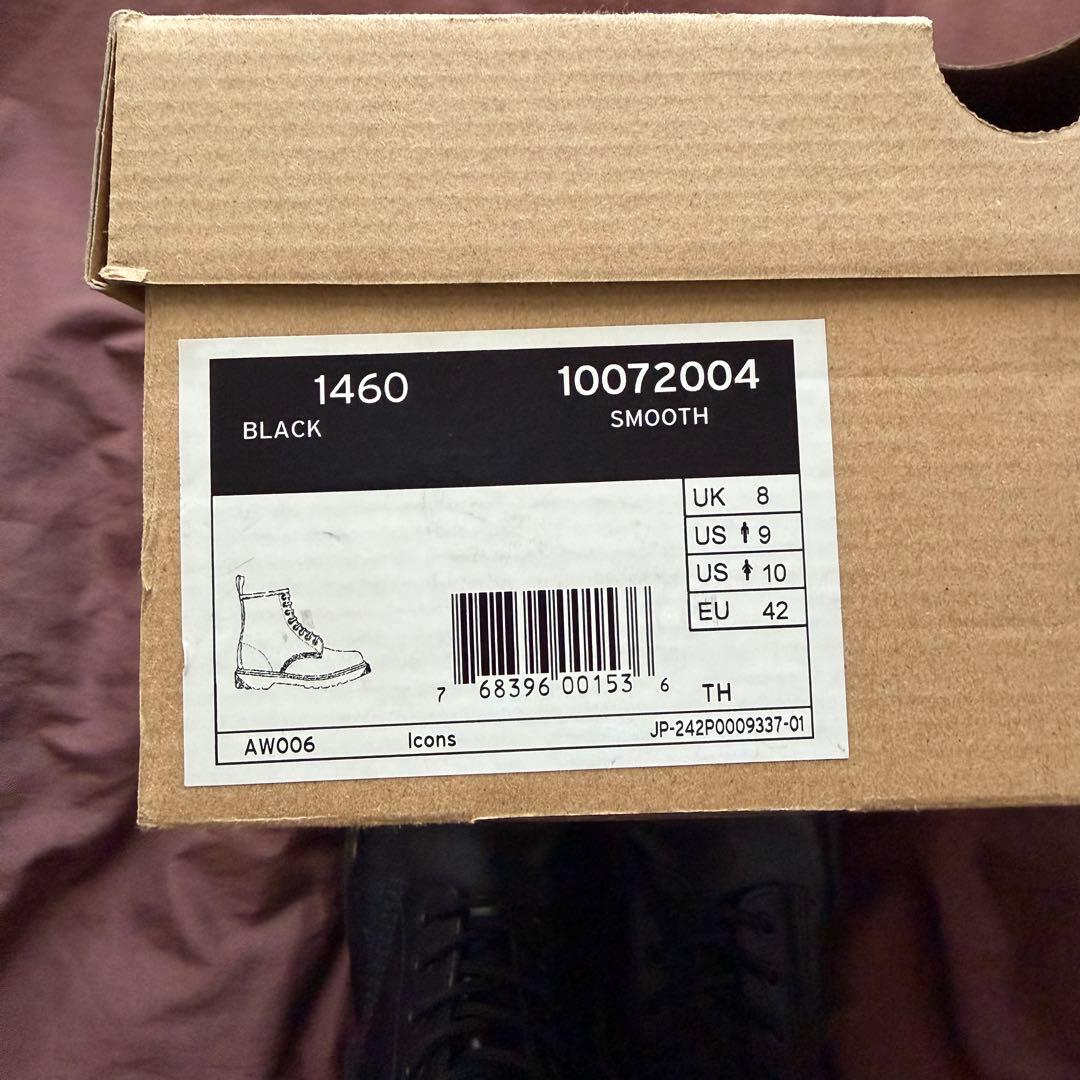 1460 10072004
BLACK SMOOTH
UK 8
US 9
US 10
EU 42
7 68396 00153 6
TH
AW006 Icons JP-242P0009337-01